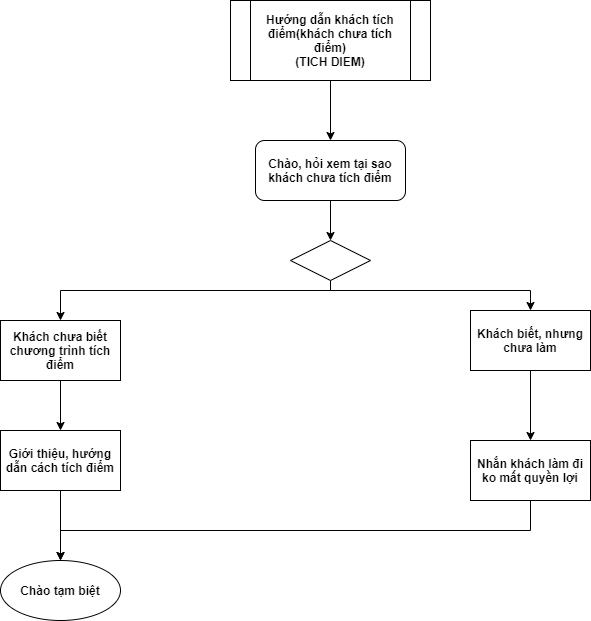 Hướng dẫn khách tích
điểm(khách chưa tích
điểm)
(TICH DIEM)
Chào, hỏi xem tại sao
khách chưa tích điểm
Khách chưa biết
chương trình tích
điểm
Khách biết, nhưng
chưa làm
Giới thiệu, hướng
dẫn cách tích điểm
Nhắn khách làm đi
ko mất quyền lợi
Chào tạm biệt